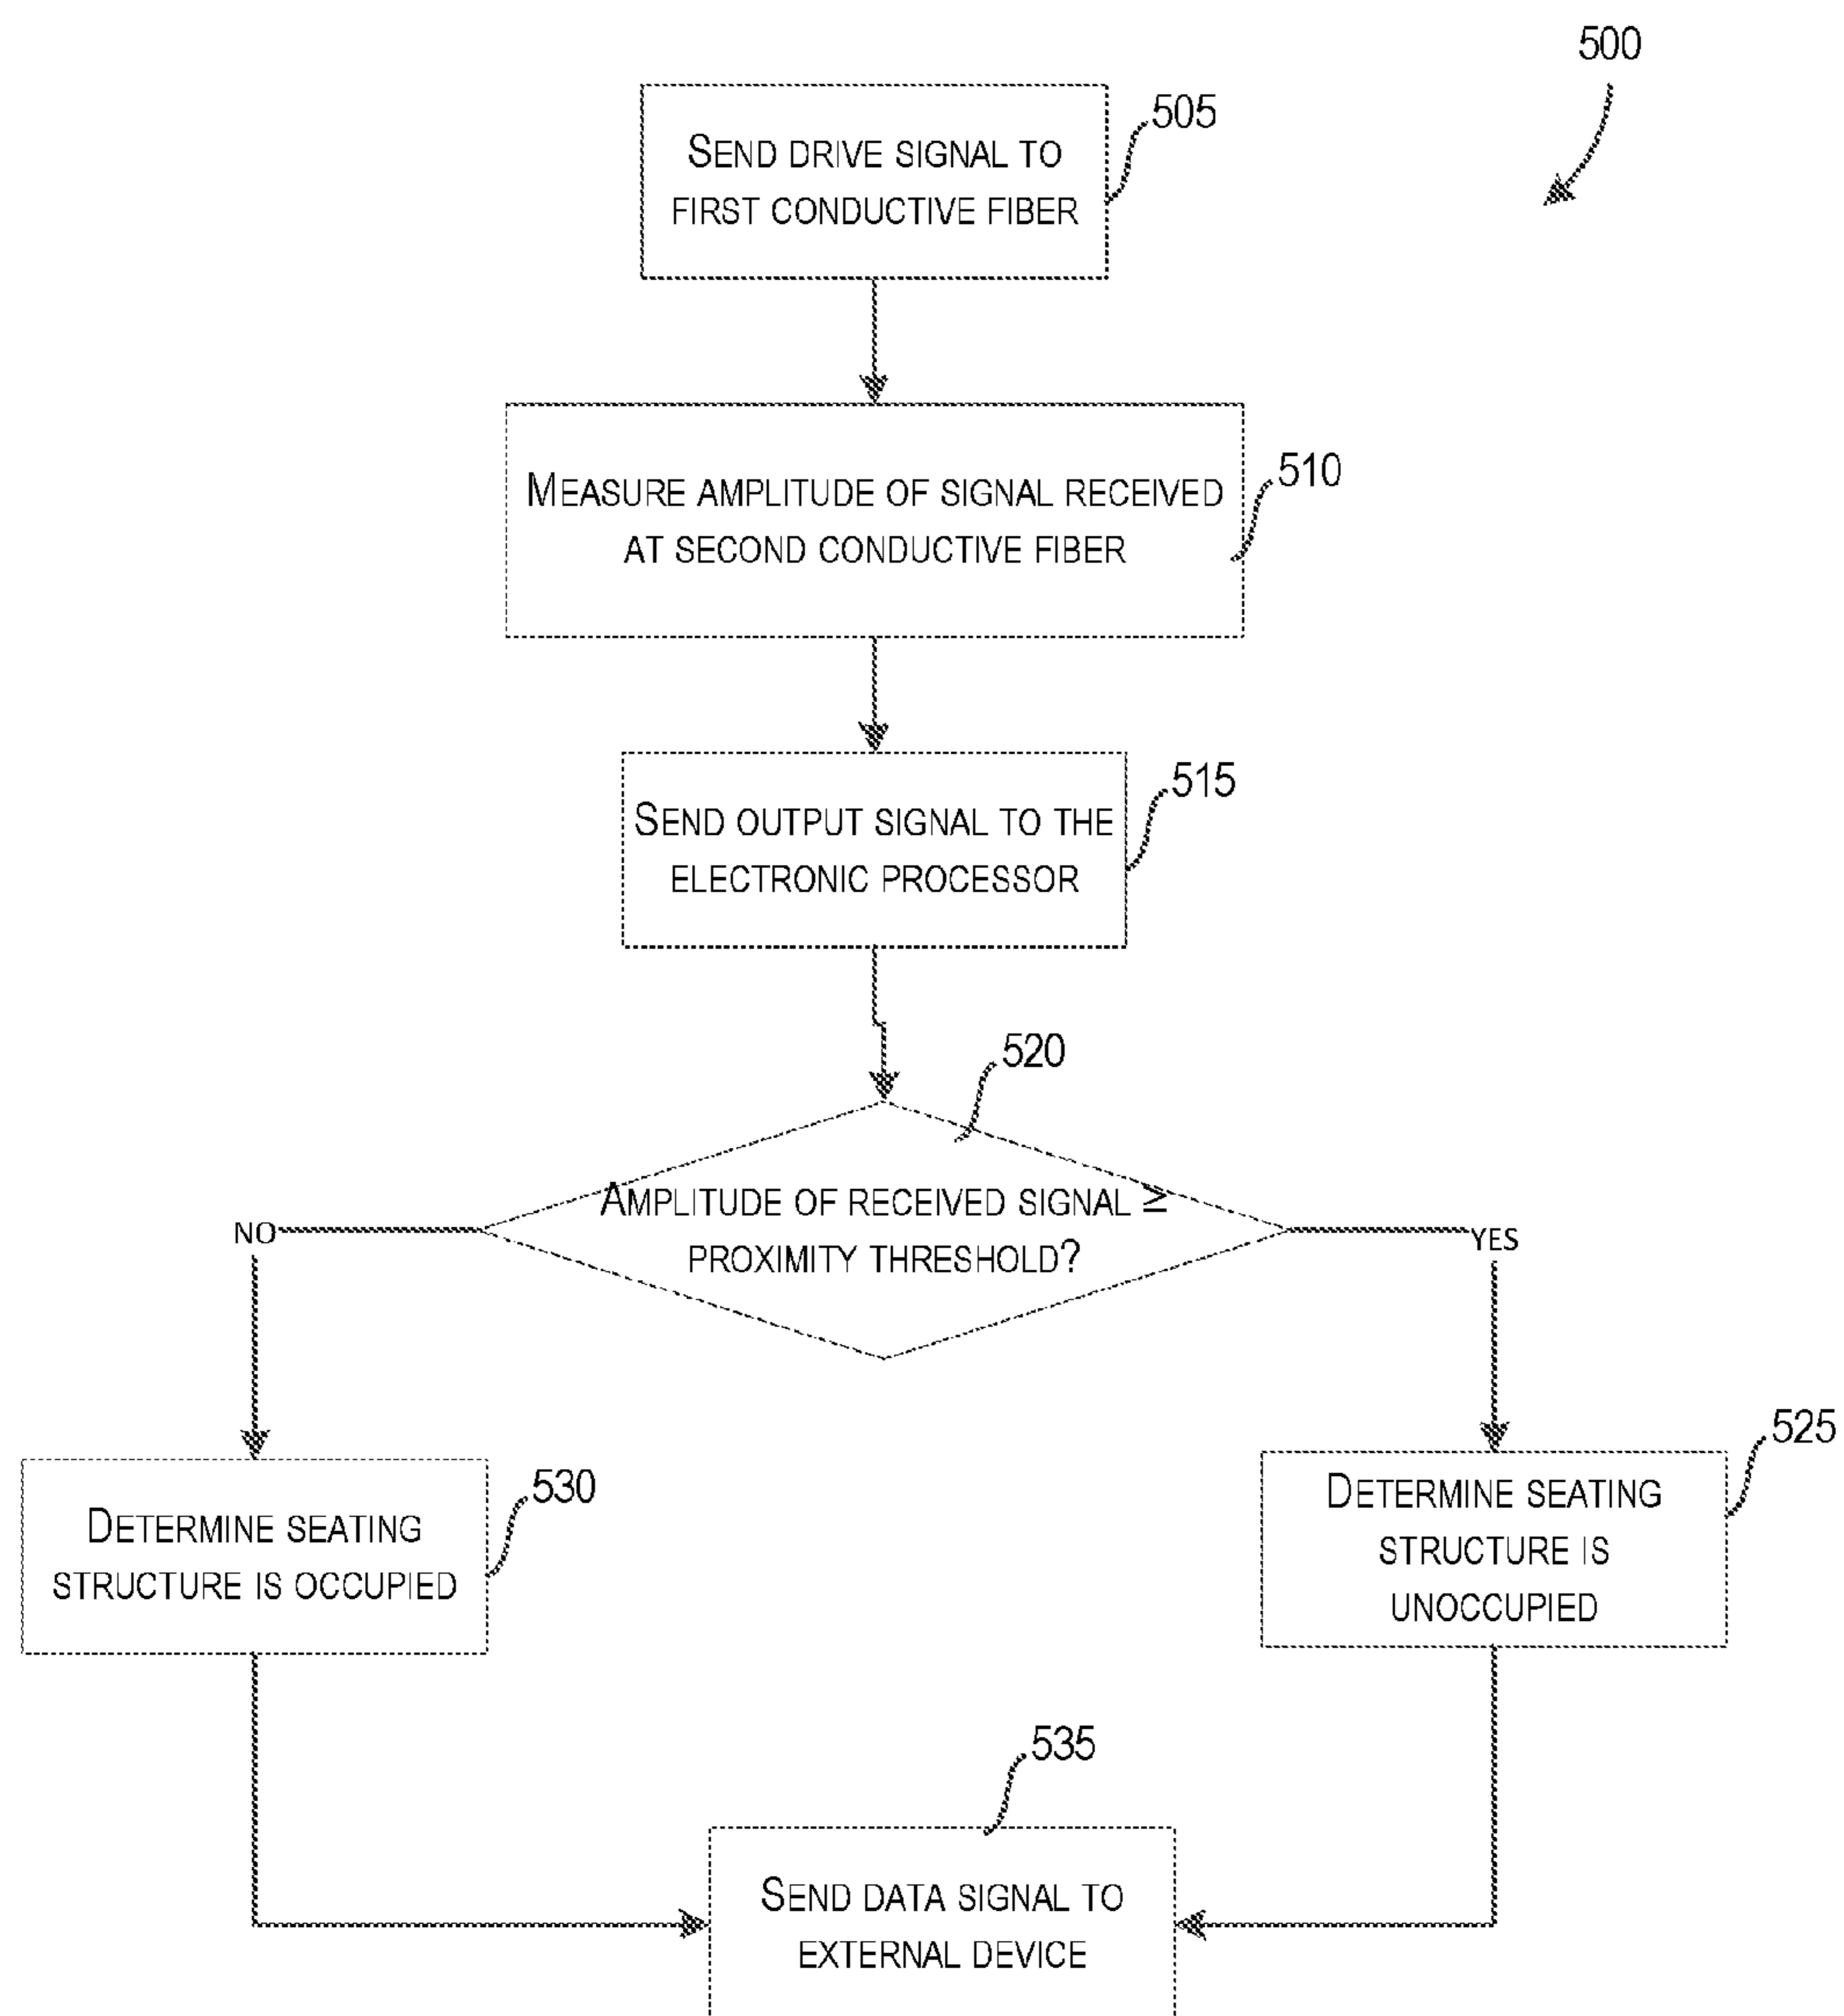 500
SEND DRIVE SIGNAL TO
FIRST CONDUCTIVE FIBER
505
MEASURE AMPLITUDE OF SIGNAL RECEIVED
AT SECOND CONDUCTIVE FIBER
510
SEND OUTPUT SIGNAL TO THE
ELECTRONIC PROCESSOR
515
520
AMPLITUDE OF RECEIVED SIGNAL ≥
PROXIMITY THRESHOLD?
NO
YES
DETERMINE SEATING
STRUCTURE IS OCCUPIED
530
DETERMINE SEATING
STRUCTURE IS
UNOCCUPIED
525
535
SEND DATA SIGNAL TO
EXTERNAL DEVICE